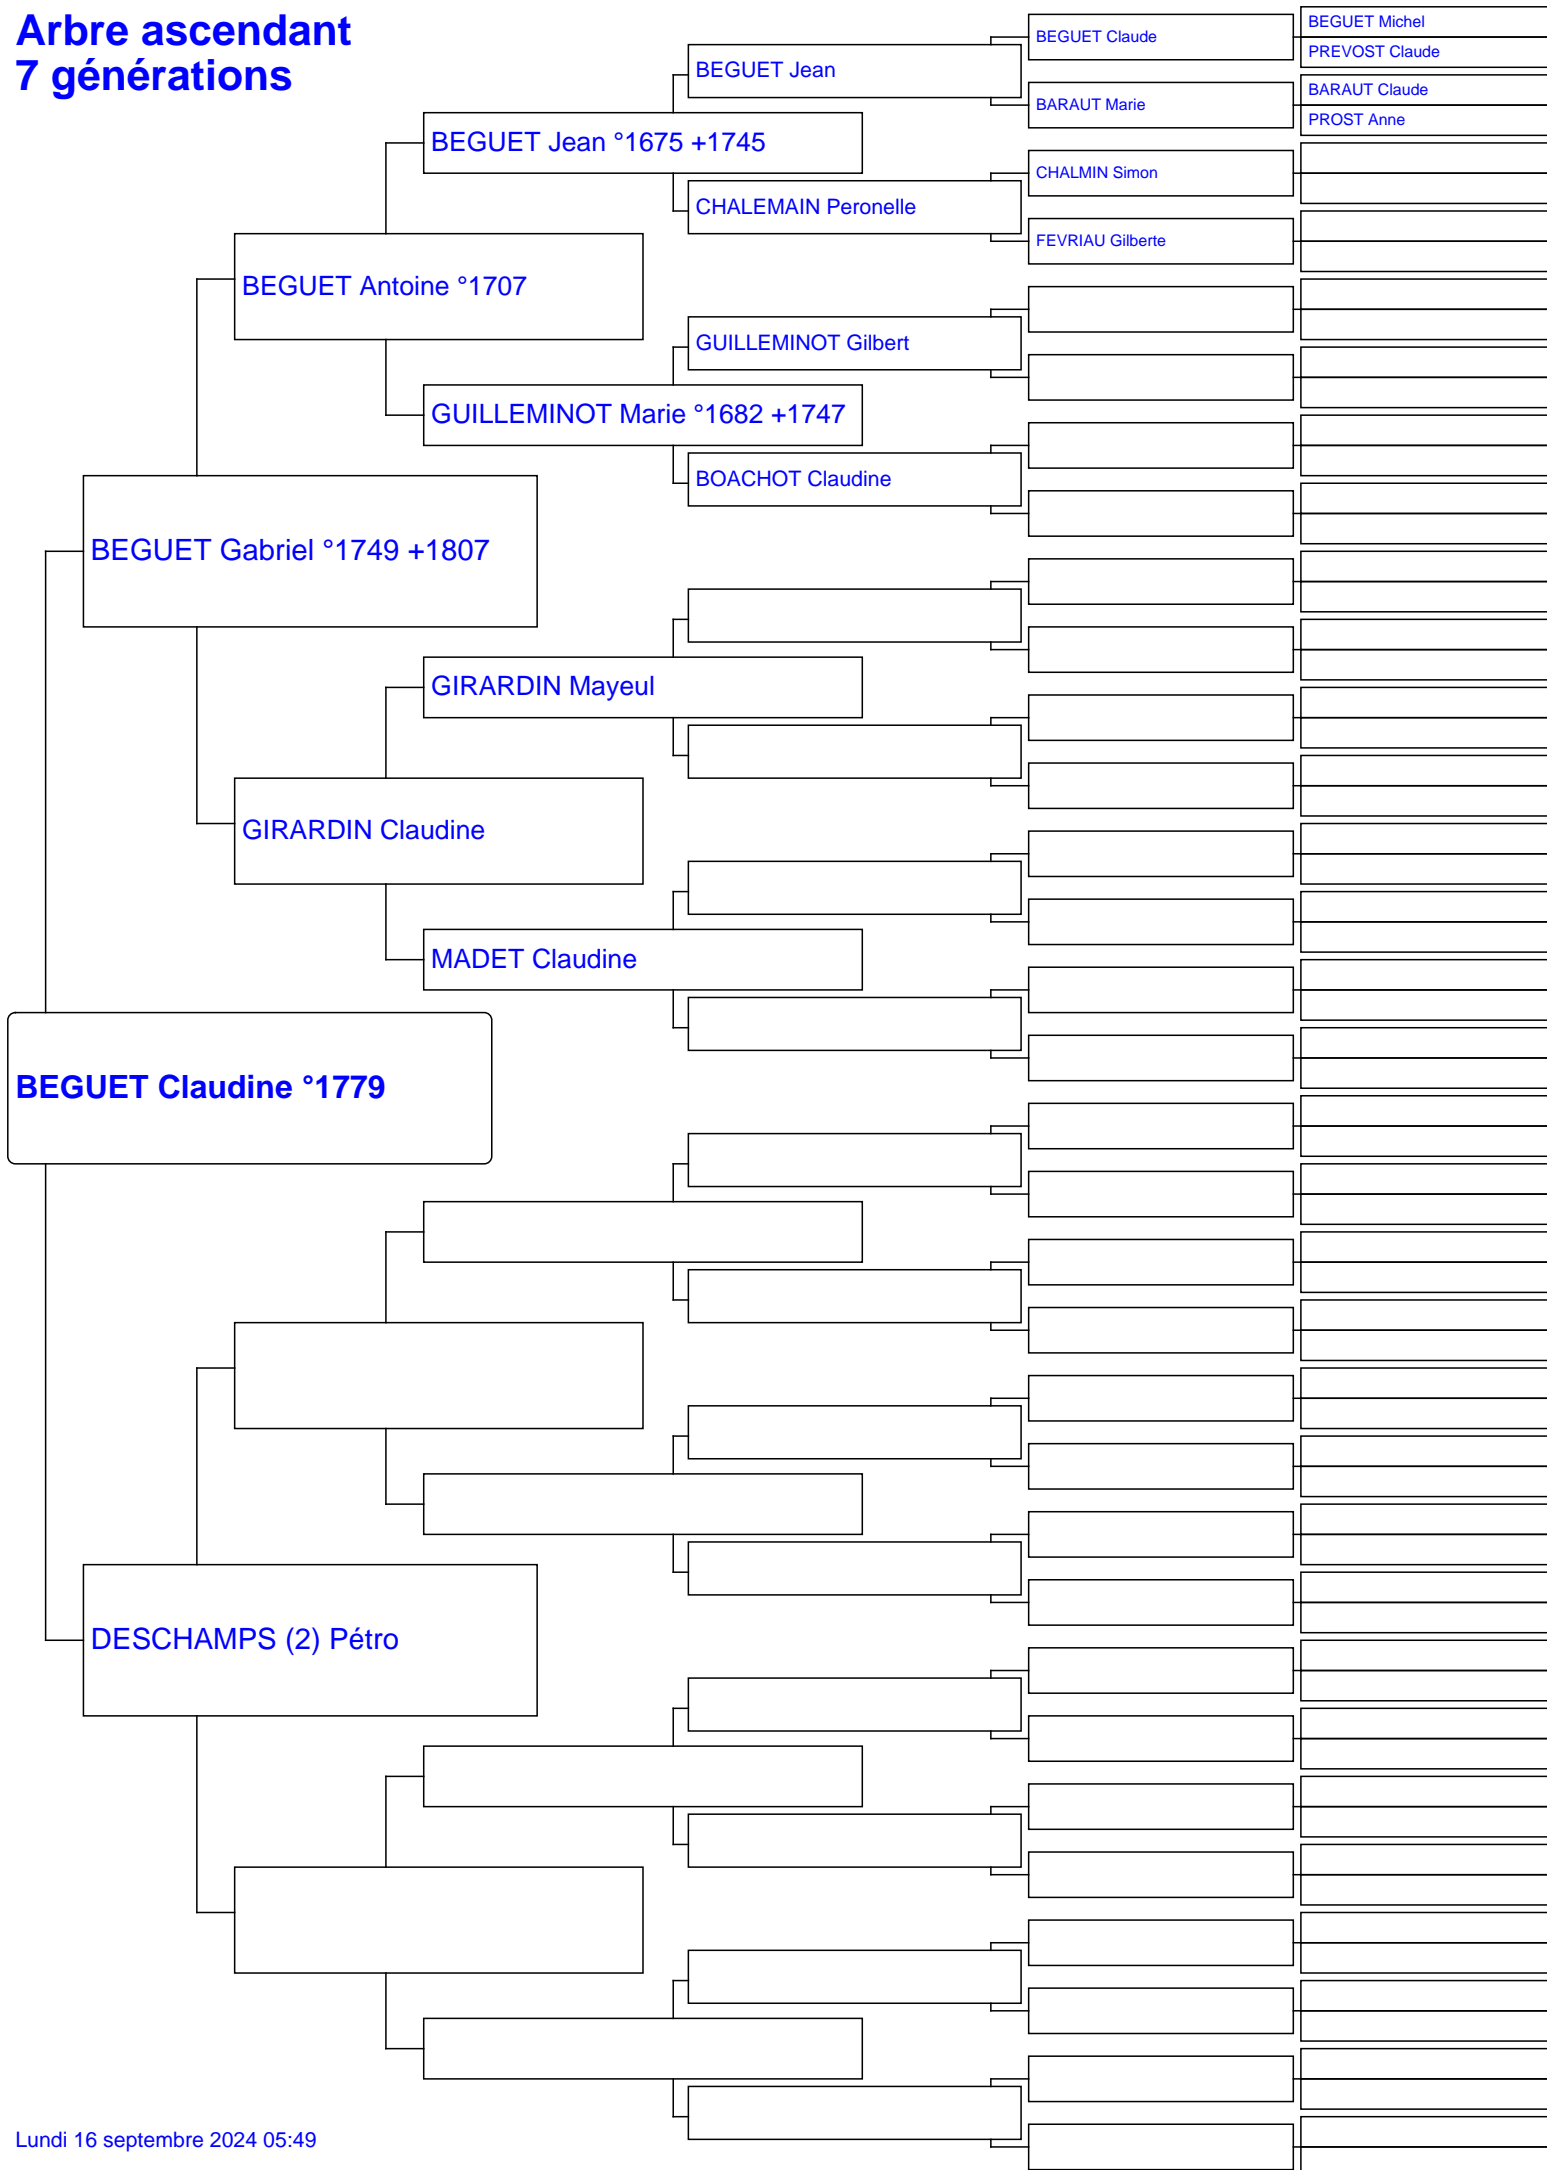 Arbre ascendant
7 générations
BEGUET Claude
BEGUET Michel
PREVOST Claude
BEGUET Jean
BARAUT Marie
BARAUT Claude
PROST Anne
BEGUET Jean °1675 +1745
CHALMIN Simon
CHALEMAIN Peronelle
FEVRIAU Gilberte
BEGUET Antoine °1707
GUILLEMINOT Gilbert
GUILLEMINOT Marie °1682 +1747
BOACHOT Claudine
BEGUET Gabriel °1749 +1807
GIRARDIN Mayeul
GIRARDIN Claudine
MADET Claudine
BEGUET Claudine °1779
DESCHAMPS (2) Pétro
Lundi 16 septembre 2024 05:49